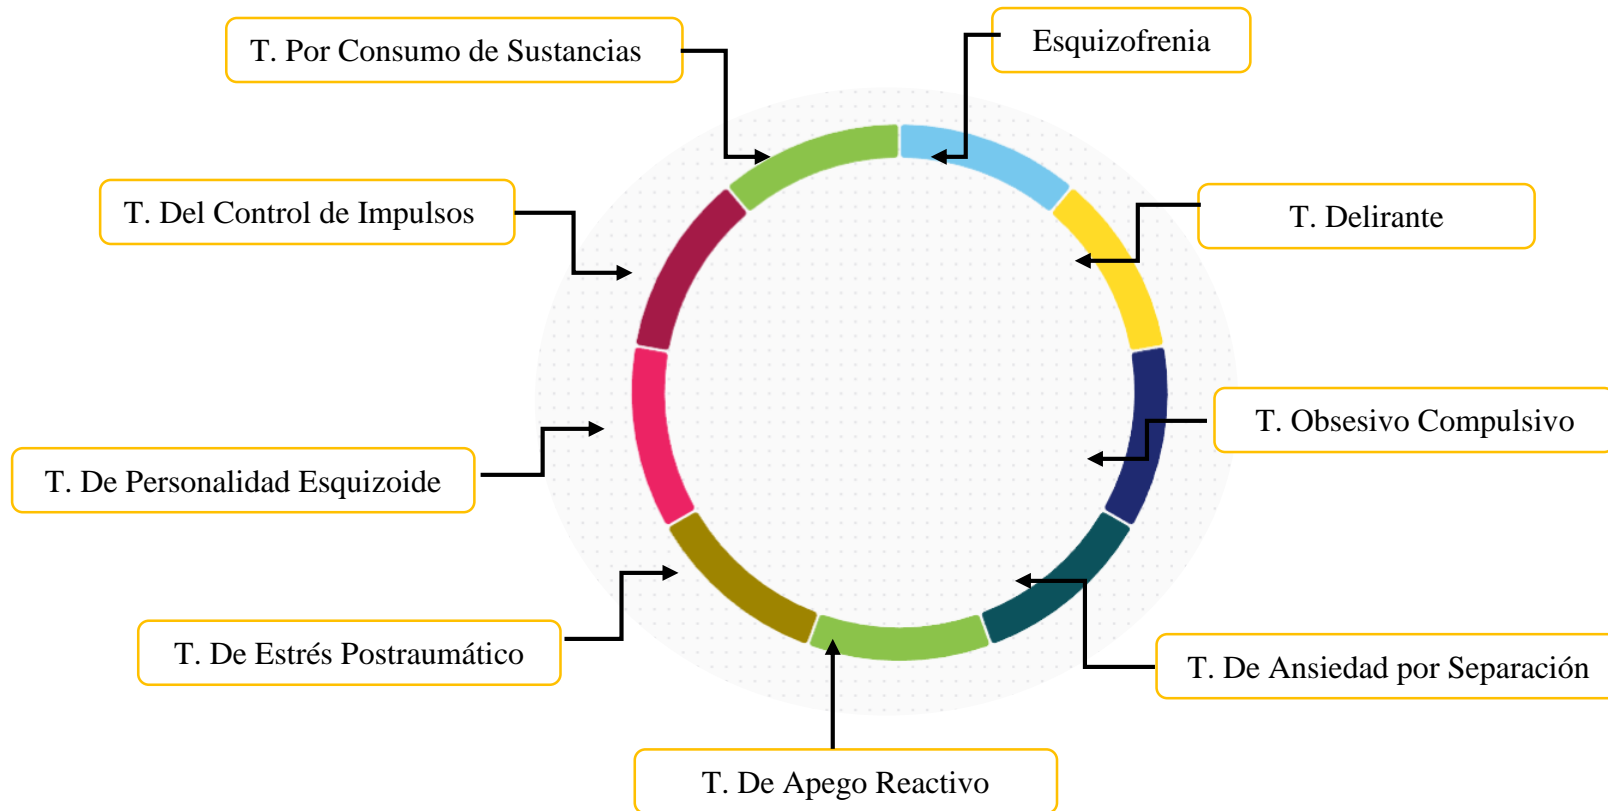 T. Por Consumo de Sustancias
Esquizofrenia
T. Del Control de Impulsos
T. Delirante
T. Obsesivo Compulsivo
T. De Personalidad Esquizoide
T. De Estrés Postraumático
T. De Ansiedad por Separación
T. De Apego Reactivo